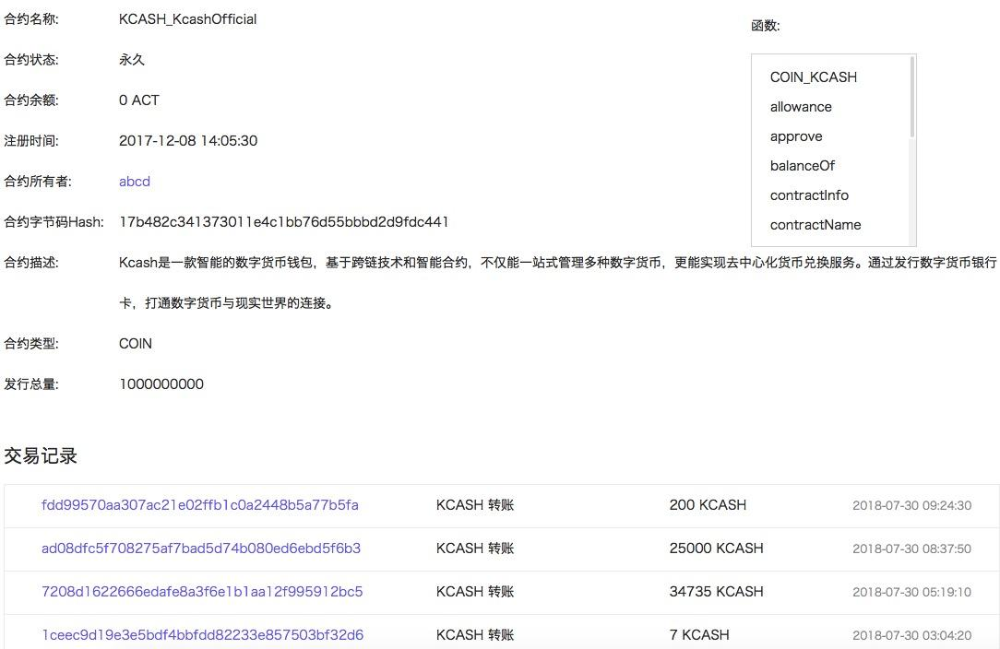 合约名称: KCASH_KcashOfficial
合约状态: 永久
合约余额: 0 ACT
注册时间: 2017-12-08 14:05:30
合约所有者: abcd
合约字节码Hash: 17b482c341373011e4c1bb76d55bbbd2d9fdc441
合约描述: Kcash是一款智能的数字货币钱包，基于跨链技术和智能合约，不仅能一站式管理多种数字货币，更能实现去中心化货币兑换服务。通过发行数字货币银行
卡，打通数字货币与现实世界的连接。
合约类型: COIN
发行总量: 1000000000
函数:
COIN_KCASH
allowance
approve
balanceOf
contractInfo
contractName
交易记录
fdd99570aa307ac21e02ffb1c0a2448b5a77b5fa KCASH 转账 200 KCASH 2018-07-30 09:24:30
ad08dfc5f708275af7bad5d74b080ed6ebd5f6b3 KCASH 转账 25000 KCASH 2018-07-30 08:37:50
7208d1622666edafe8a3f6e1b1aa12f995912bc5 KCASH 转账 34735 KCASH 2018-07-30 05:19:10
1ceec9d19e3e5bdf4bbfdd82233e857503bf32d6 KCASH 转账 7 KCASH 2018-07-30 03:04:20